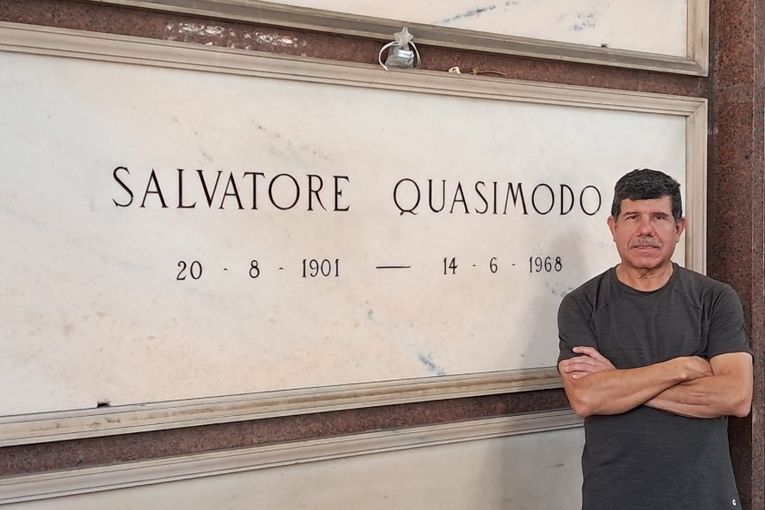 SALVATORE QUASIMODO
20 - 8 - 1901 — 14 - 6 - 1968